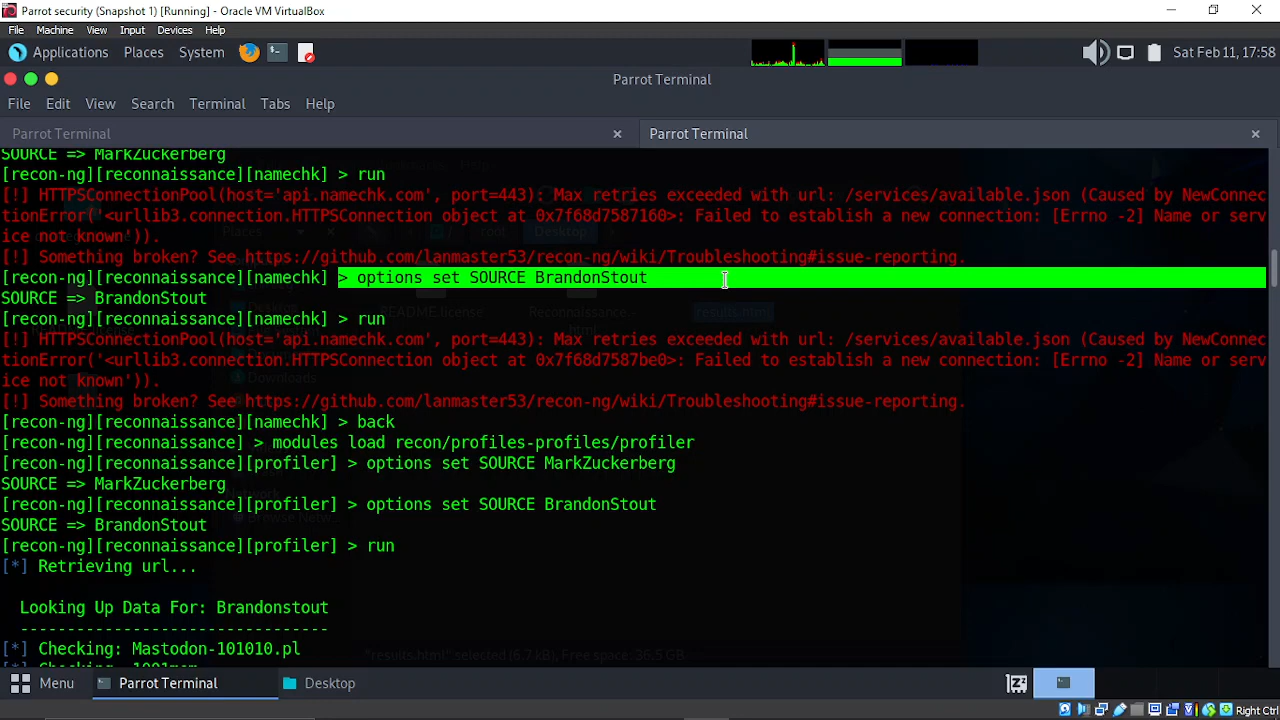 Parrot security (Snapshot 1) [Running] - Oracle VM VirtualBox
File Machine View Input Devices Help
Applications Places System Sat Feb 11, 17:58
Parrot Terminal
File Edit View Search Terminal Tabs Help
Parrot Terminal × Parrot Terminal ×
SOURCE => MarkZuckerberg
[recon-ng][reconnaissance][namechk] > run
[!] HTTPSConnectionPool(host='api.namechk.com', port=443): Max retries exceeded with url: /services/available.json (Caused by NewConnec
tionError('<urllib3.connection.HTTPSConnection object at 0x7f68d7587160>: Failed to establish a new connection: [Errno -2] Name or serv
ice not known')).
[!] Something broken? See https://github.com/lanmaster53/recon-ng/wiki/Troubleshooting#issue-reporting.
[recon-ng][reconnaissance][namechk] > options set SOURCE BrandonStout
SOURCE => BrandonStout
[recon-ng][reconnaissance][namechk] > run
[!] HTTPSConnectionPool(host='api.namechk.com', port=443): Max retries exceeded with url: /services/available.json (Caused by NewConnec
tionError('<urllib3.connection.HTTPSConnection object at 0x7f68d7587be0>: Failed to establish a new connection: [Errno -2] Name or serv
ice not known')).
[!] Something broken? See https://github.com/lanmaster53/recon-ng/wiki/Troubleshooting#issue-reporting.
[recon-ng][reconnaissance][namechk] > back
[recon-ng][reconnaissance] > modules load recon/profiles-profiles/profiler
[recon-ng][reconnaissance][profiler] > options set SOURCE MarkZuckerberg
SOURCE => MarkZuckerberg
[recon-ng][reconnaissance][profiler] > options set SOURCE BrandonStout
SOURCE => BrandonStout
[recon-ng][reconnaissance][profiler] > run
[*] Retrieving url...
Looking Up Data For: Brandonstout
---------------------------------
[*] Checking: Mastodon-101010.pl
"results.html" selected (6.7 kB), Free space: 36.5 GB
Menu Parrot Terminal Desktop
Right Ctrl